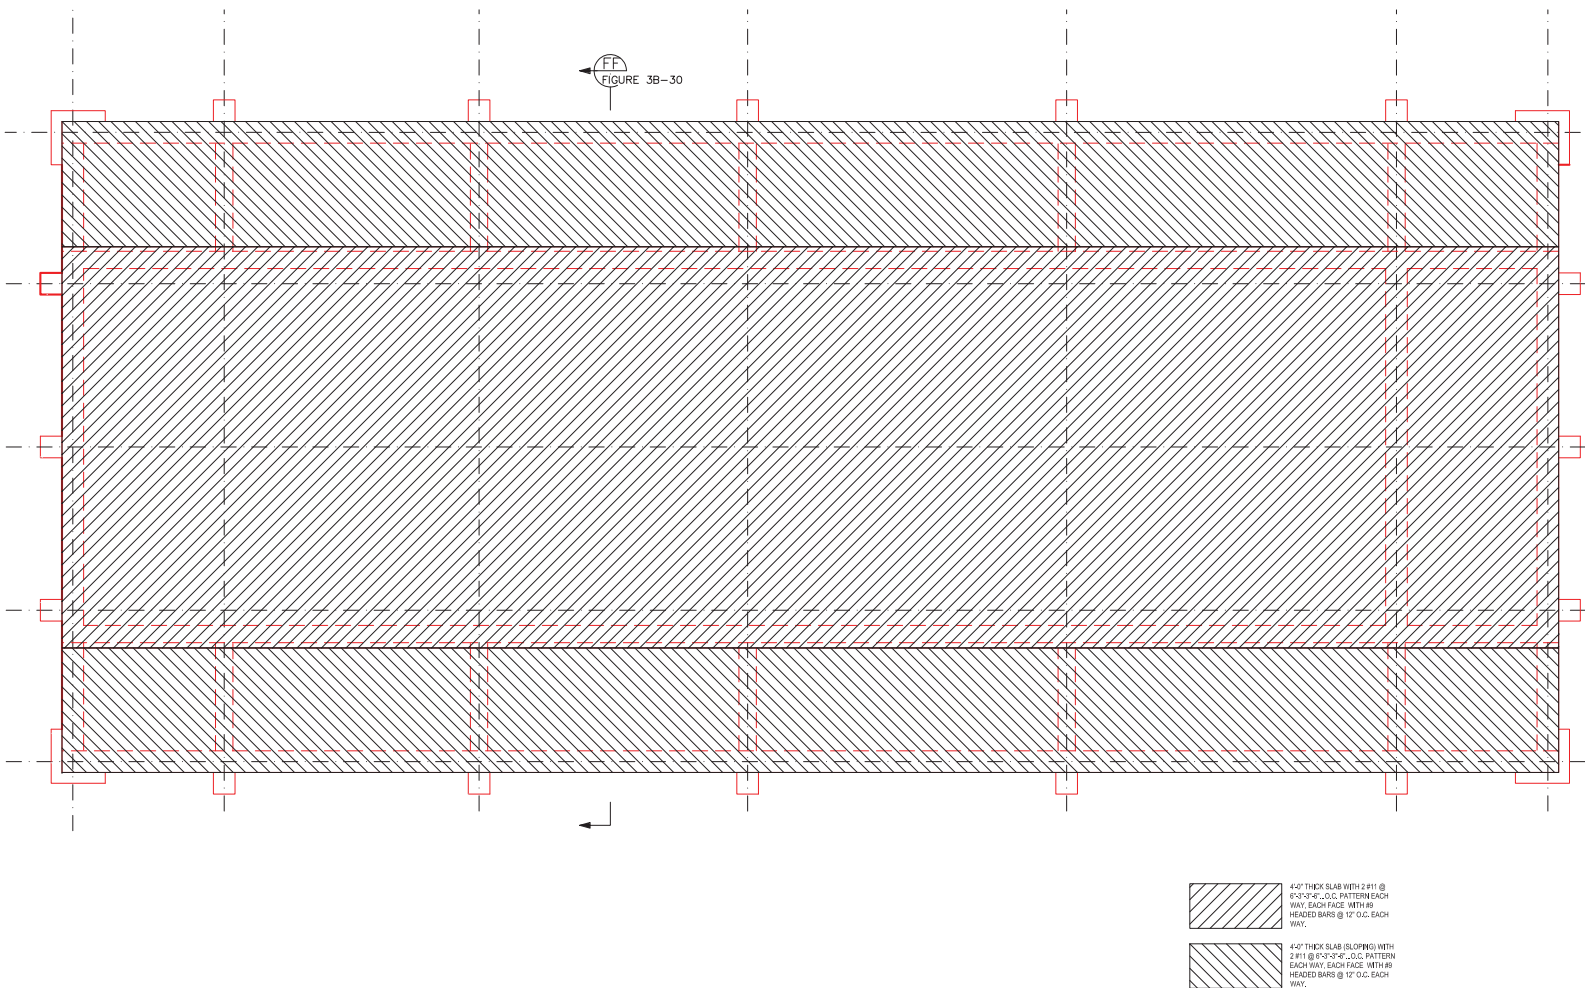 FF
FIGURE 3B-30
4'-0" THICK SLAB WITH 2 #11 @
6"-3"-3"-6"...O.C. PATTERN EACH
WAY, EACH FACE WITH #9
HEADED BARS @ 12" O.C. EACH
WAY.
4'-0" THICK SLAB (SLOPING) WITH
2 #11 @ 6"-3"-3"-6"...O.C. PATTERN
EACH WAY, EACH FACE WITH #9
HEADED BARS @ 12" O.C. EACH
WAY.